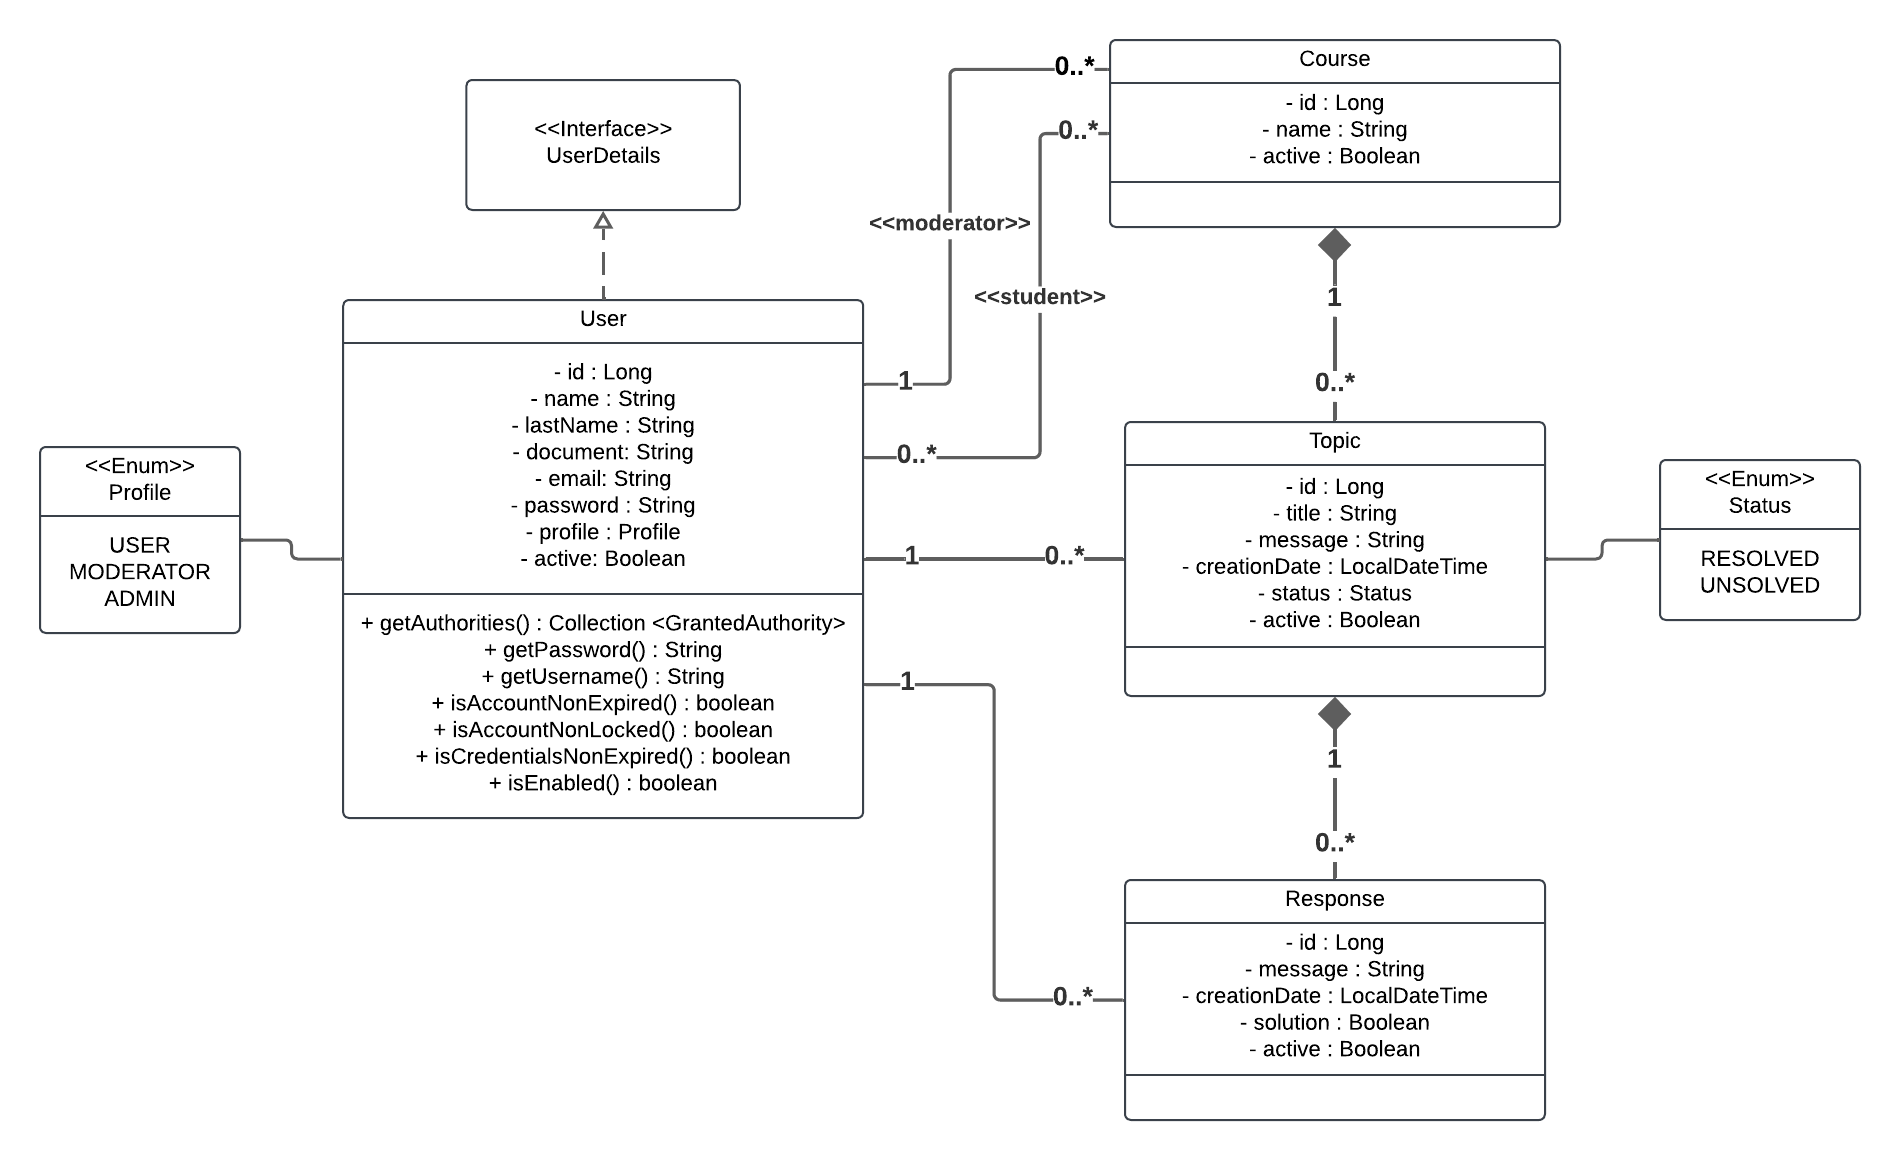 <<Interface>>
UserDetails
User
- id : Long
- name : String
- lastName : String
- document: String
- email: String
- password : String
- profile : Profile
- active: Boolean
+ getAuthorities() : Collection <GrantedAuthority>
+ getPassword() : String
+ getUsername() : String
+ isAccountNonExpired() : boolean
+ isAccountNonLocked() : boolean
+ isCredentialsNonExpired() : boolean
+ isEnabled() : boolean
<<Enum>>
Profile
USER
MODERATOR
ADMIN
0..*
<<moderator>>
1
0..*
<<student>>
0..*
1
0..*
1
0..*
Course
- id : Long
- name : String
- active : Boolean
1
0..*
Topic
- id : Long
- title : String
- message : String
- creationDate : LocalDateTime
- status : Status
- active : Boolean
<<Enum>>
Status
RESOLVED
UNSOLVED
1
0..*
Response
- id : Long
- message : String
- creationDate : LocalDateTime
- solution : Boolean
- active : Boolean